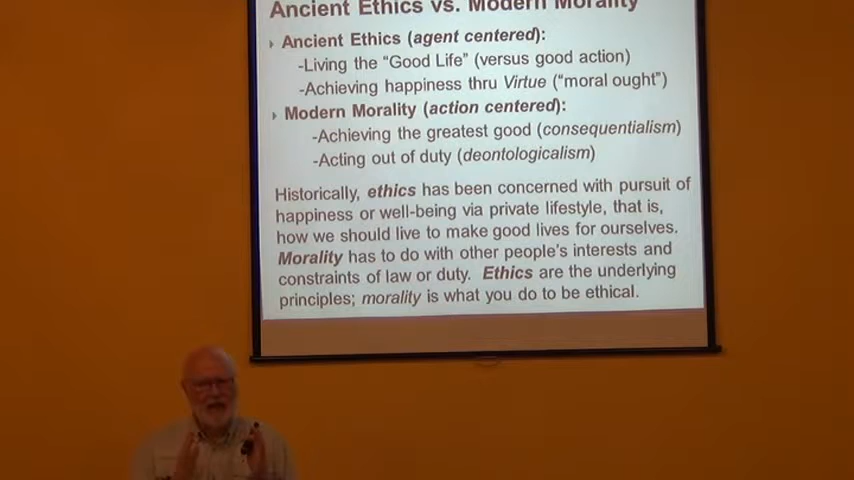 Ancient Ethics vs. Modern Morality
Ancient Ethics (agent centered):
-Living the “Good Life” (versus good action)
-Achieving happiness thru Virtue (“moral ought”)
Modern Morality (action centered):
-Achieving the greatest good (consequentialism)
-Acting out of duty (deontologicalism)
Historically, ethics has been concerned with pursuit of
happiness or well-being via private lifestyle, that is,
how we should live to make good lives for ourselves.
Morality has to do with other people’s interests and
constraints of law or duty. Ethics are the underlying
principles; morality is what you do to be ethical.